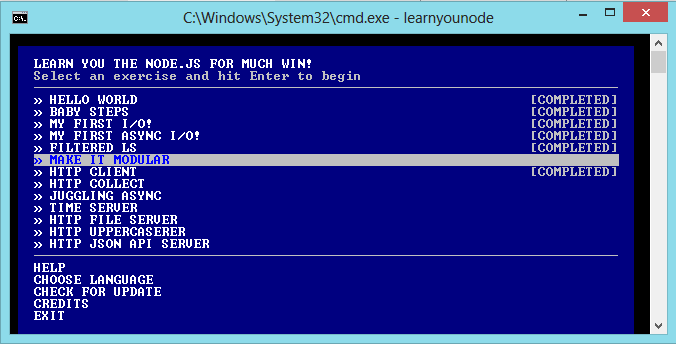 C:\Windows\System32\cmd.exe - learnyounode
LEARN YOU THE NODE.JS FOR MUCH WIN!
Select an exercise and hit Enter to begin
» HELLO WORLD [COMPLETED]
» BABY STEPS [COMPLETED]
» MY FIRST I/O! [COMPLETED]
» MY FIRST ASYNC I/O! [COMPLETED]
» FILTERED LS [COMPLETED]
» MAKE IT MODULAR
» HTTP CLIENT [COMPLETED]
» HTTP COLLECT
» JUGGLING ASYNC
» TIME SERVER
» HTTP FILE SERVER
» HTTP UPPERCASERER
» HTTP JSON API SERVER
HELP
CHOOSE LANGUAGE
CHECK FOR UPDATE
CREDITS
EXIT